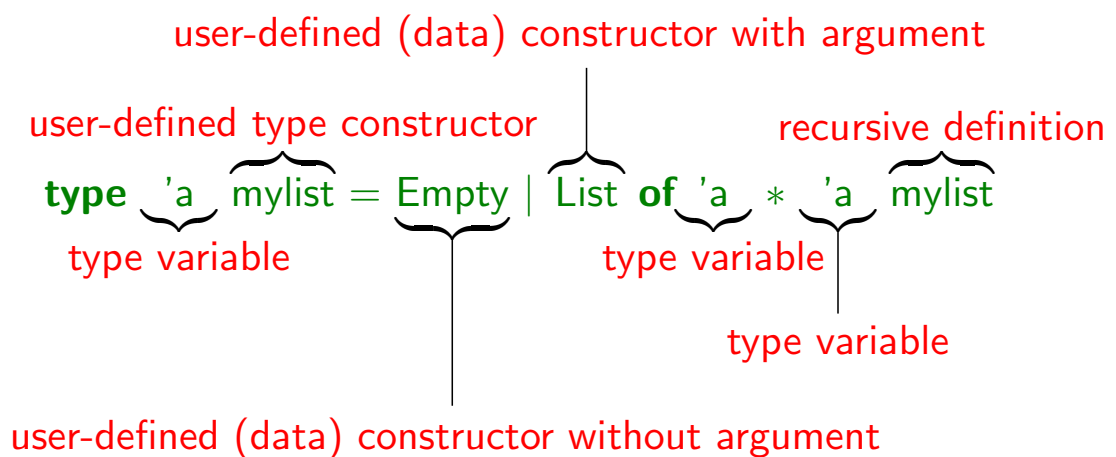 user-defined (data) constructor with argument
user-defined type constructor recursive definition
type 'a mylist = Empty | List of 'a * 'a mylist
type variable type variable
type variable
user-defined (data) constructor without argument